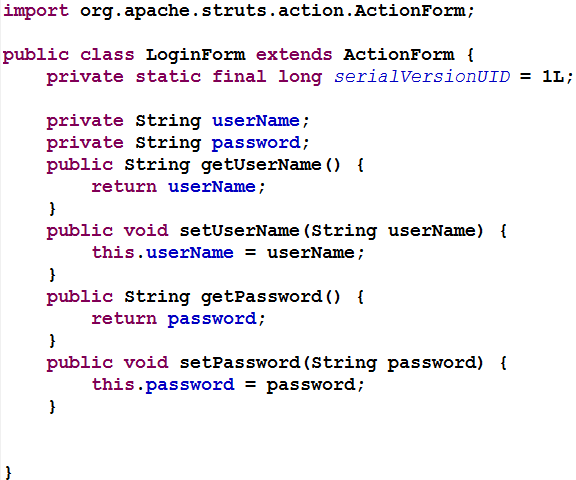 import org.apache.struts.action.ActionForm;
public class LoginForm extends ActionForm {
    private static final long serialVersionUID = 1L;
    private String userName;
    private String password;
    public String getUserName() {
        return userName;
    }
    public void setUserName(String userName) {
        this.userName = userName;
    }
    public String getPassword() {
        return password;
    }
    public void setPassword(String password) {
        this.password = password;
    }
}